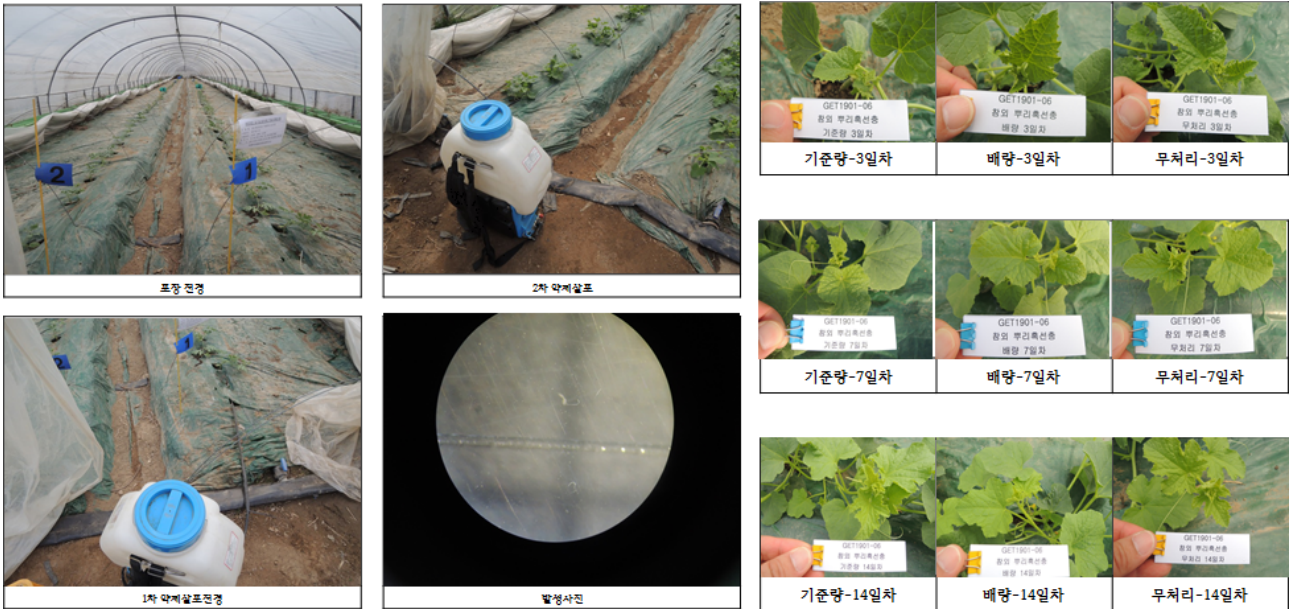 2
1
포장 전경
2차 약제살포
2
1
1차 약제살포전경
발생사진
GET1901-06
참외 뿌리혹선충
기준량 3일차
기준량-3일차
GET1901-06
참외 뿌리혹선충
배량 3일차
배량-3일차
GET1901-06
참외 뿌리혹선충
무처리 3일차
무처리-3일차
GET1901-06
참외 뿌리혹선충
기준량 7일차
기준량-7일차
GET1901-06
참외 뿌리혹선충
배량 7일차
배량-7일차
GET1901-06
참외 뿌리혹선충
무처리 7일차
무처리-7일차
GET1901-06
참외 뿌리혹선충
기준량 14일차
기준량-14일차
GET1901-06
참외 뿌리혹선충
배량 14일차
배량-14일차
GET1901-06
참외 뿌리혹선충
무처리 14일차
무처리-14일차